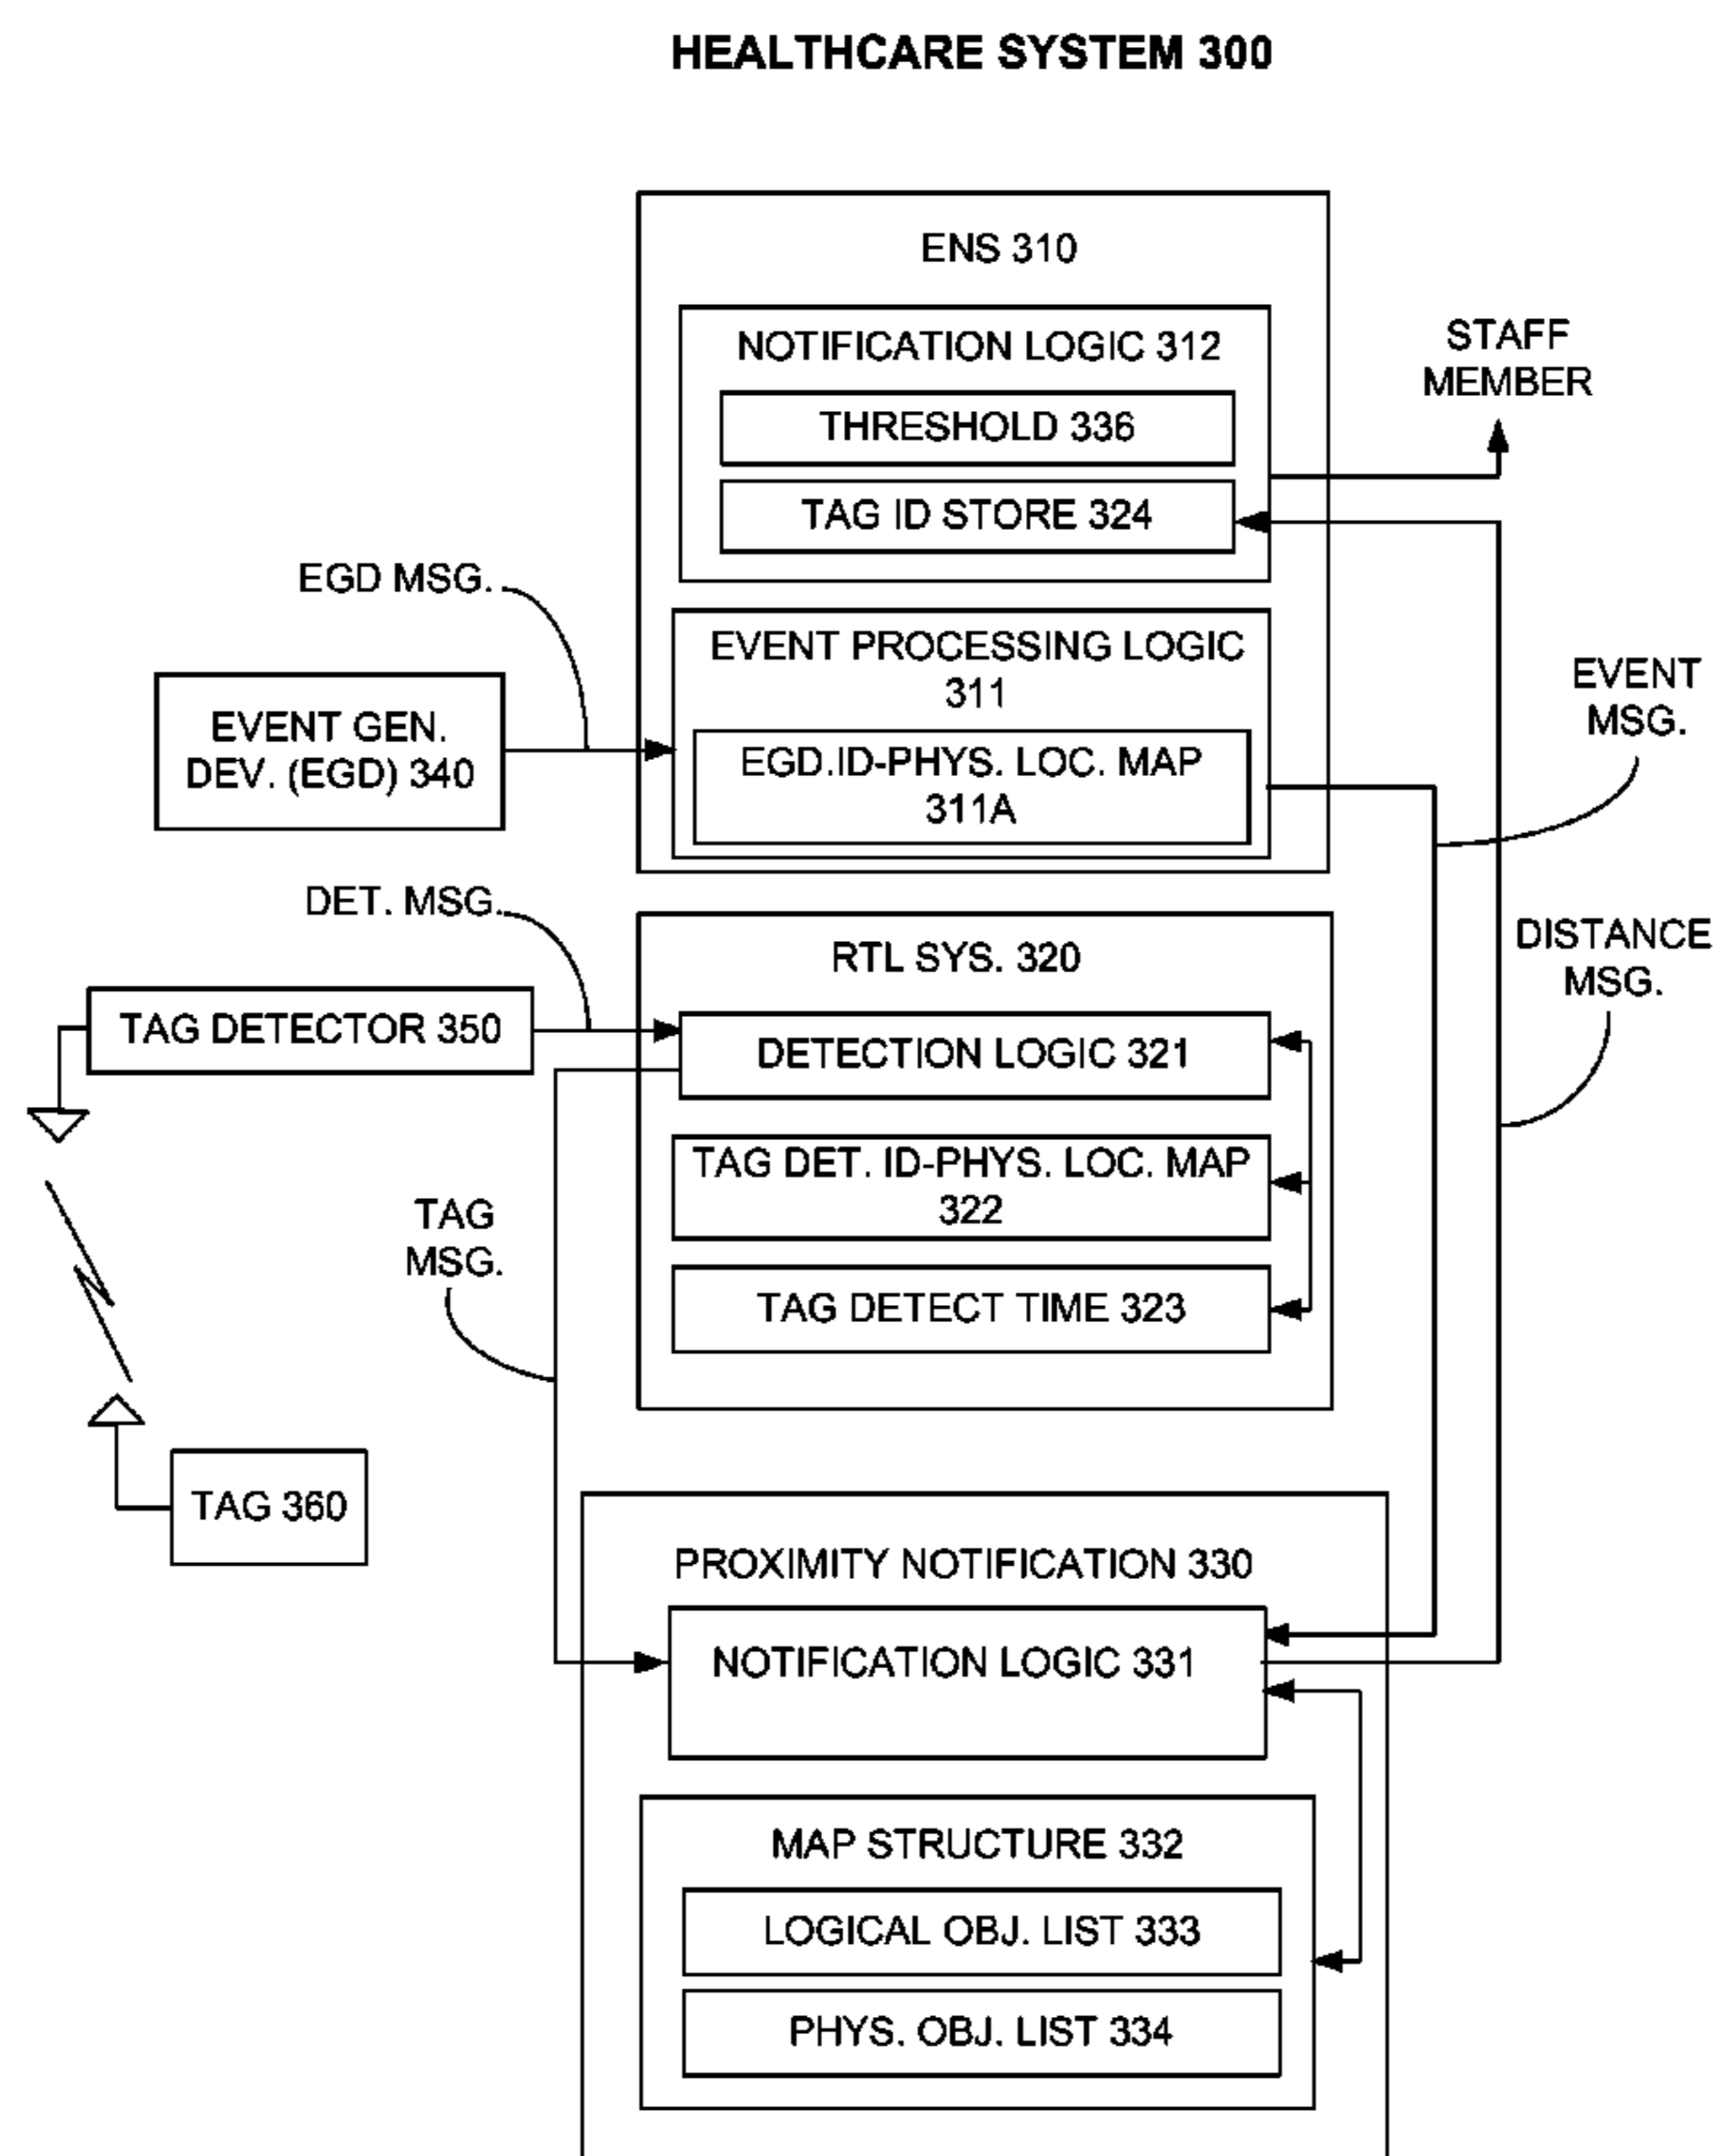 HEALTHCARE SYSTEM 300
ENS 310
NOTIFICATION LOGIC 312
THRESHOLD 336
TAG ID STORE 324
STAFF
MEMBER
EGD MSG.
EVENT PROCESSING LOGIC
311
EGD.ID-PHYS. LOC. MAP
311A
EVENT GEN.
DEV. (EGD) 340
EVENT
MSG.
DET. MSG.
RTL SYS. 320
DISTANCE
MSG.
TAG DETECTOR 350
DETECTION LOGIC 321
TAG DET. ID-PHYS. LOC. MAP
322
TAG
MSG.
TAG DETECT TIME 323
TAG 360
PROXIMITY NOTIFICATION 330
NOTIFICATION LOGIC 331
MAP STRUCTURE 332
LOGICAL OBJ. LIST 333
PHYS. OBJ. LIST 334